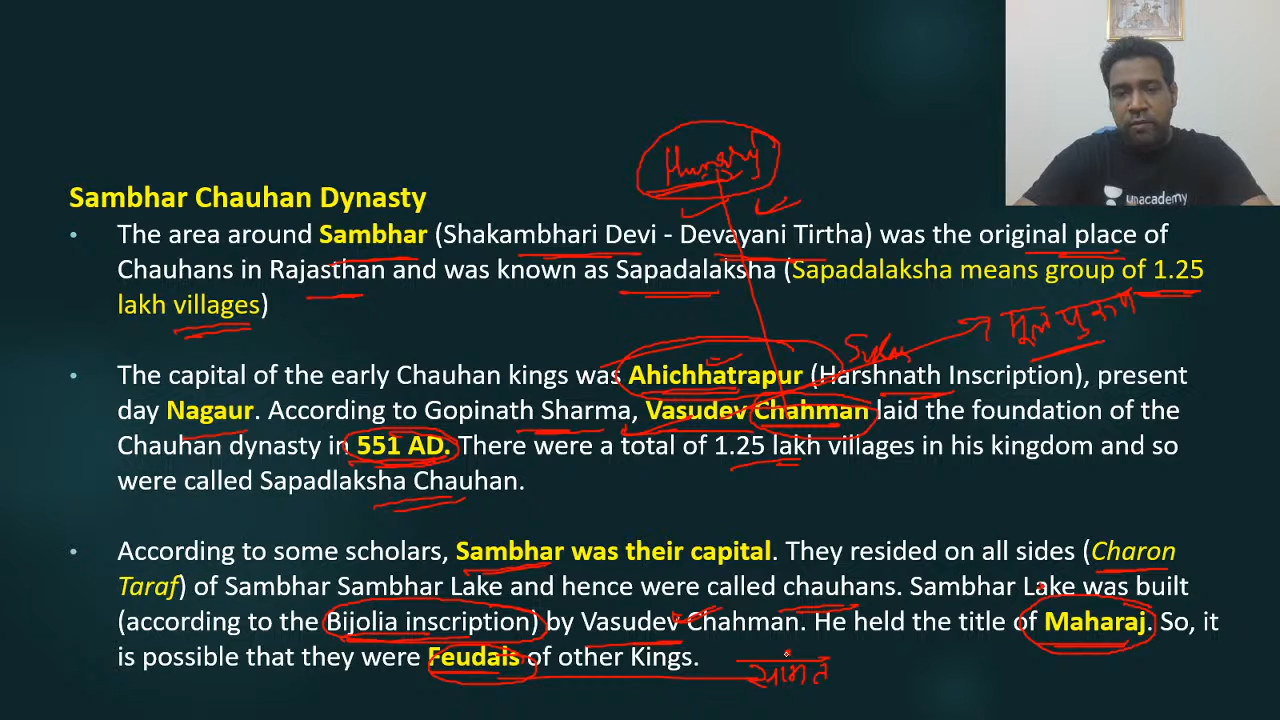 unacademy
Hungry
Sambhar Chauhan Dynasty
• The area around Sambhar (Shakambhari Devi - Devayani Tirtha) was the original place of
Chauhans in Rajasthan and was known as Sapadalaksha (Sapadalaksha means group of 1.25
lakh villages)
मूल पुरुष
• The capital of the early Chauhan kings was Ahichhatrapur (Harshnath Inscription), present
day Nagaur. According to Gopinath Sharma, Vasudev Chahman laid the foundation of the
Chauhan dynasty in 551 AD. There were a total of 1.25 lakh villages in his kingdom and so
were called Sapadlaksha Chauhan.
• According to some scholars, Sambhar was their capital. They resided on all sides (Charon
Taraf) of Sambhar Sambhar Lake and hence were called chauhans. Sambhar Lake was built
(according to the Bijolia inscription) by Vasudev Chahman. He held the title of Maharaj. So, it
is possible that they were Feudals of other Kings.
सामंत